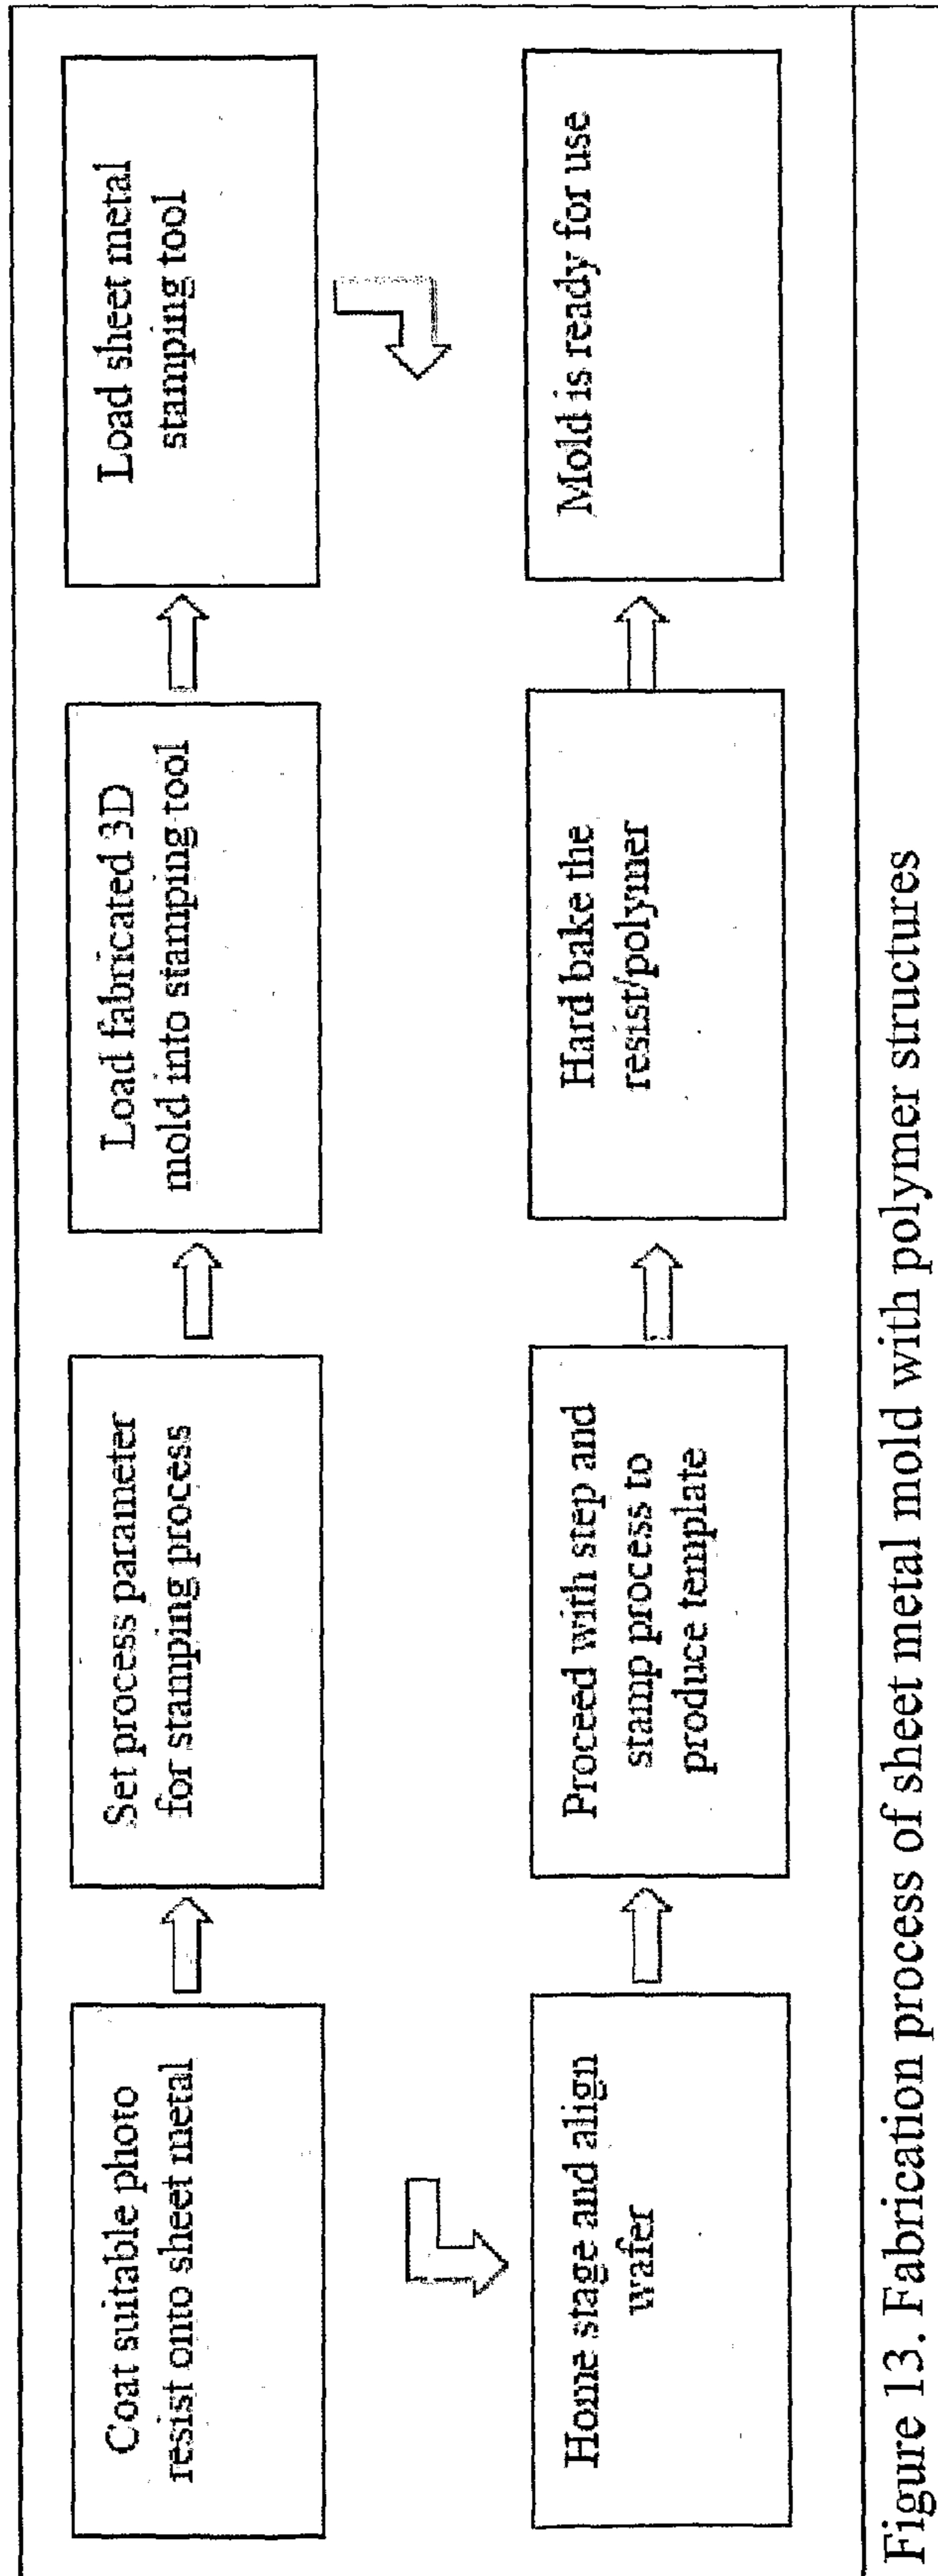 Coat suitable photo
resist onto sheet metal
Set process parameter
for stamping process
Load fabricated 3D
mold into stamping tool
Load sheet metal
stamping tool
Home stage and align
wafer
Proceed with step and
stamp process to
produce template
Hard bake the
resist/polymer
Mold is ready for use
Figure 13. Fabrication process of sheet metal mold with polymer structures